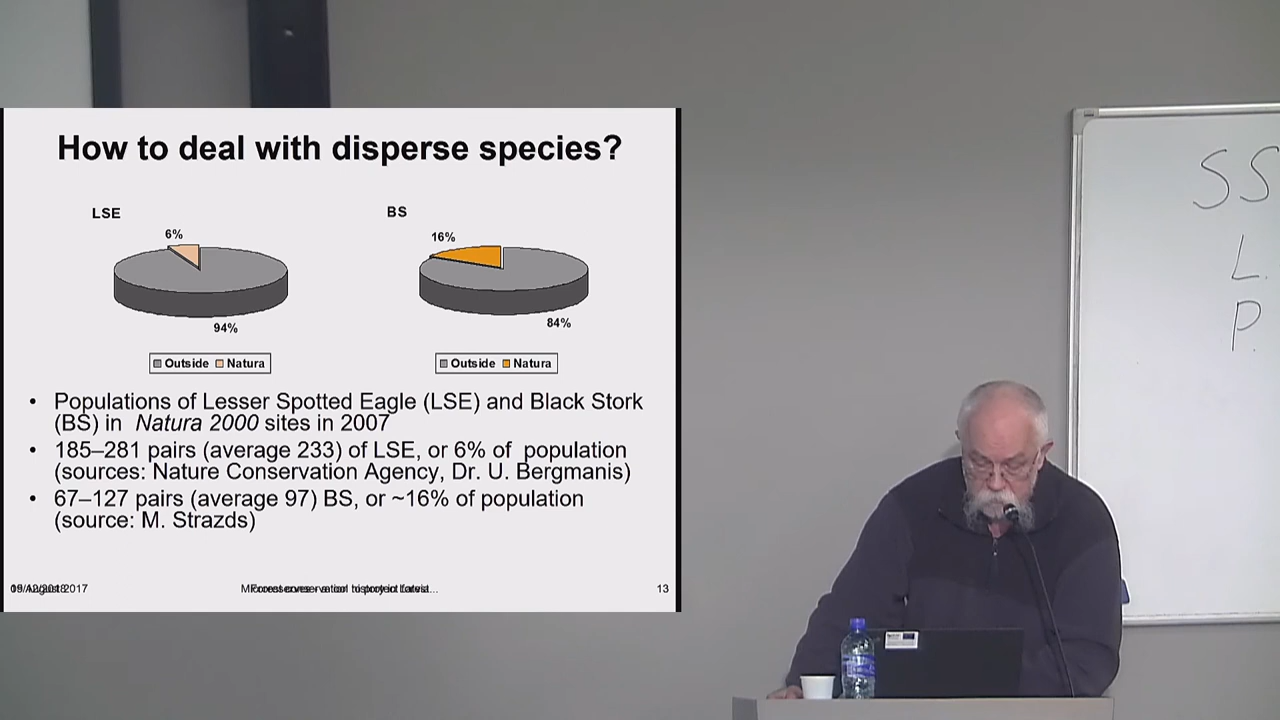 How to deal with disperse species?
LSE
BS
6%
16%
94%
84%
Outside Natura
Outside Natura
• Populations of Lesser Spotted Eagle (LSE) and Black Stork
(BS) in Natura 2000 sites in 2007
• 185–281 pairs (average 233) of LSE, or 6% of population
(sources: Nature Conservation Agency, Dr. U. Bergmanis)
• 67–127 pairs (average 97) BS, or ~16% of population
(source: M. Strazds)
13
SS
L.
P.